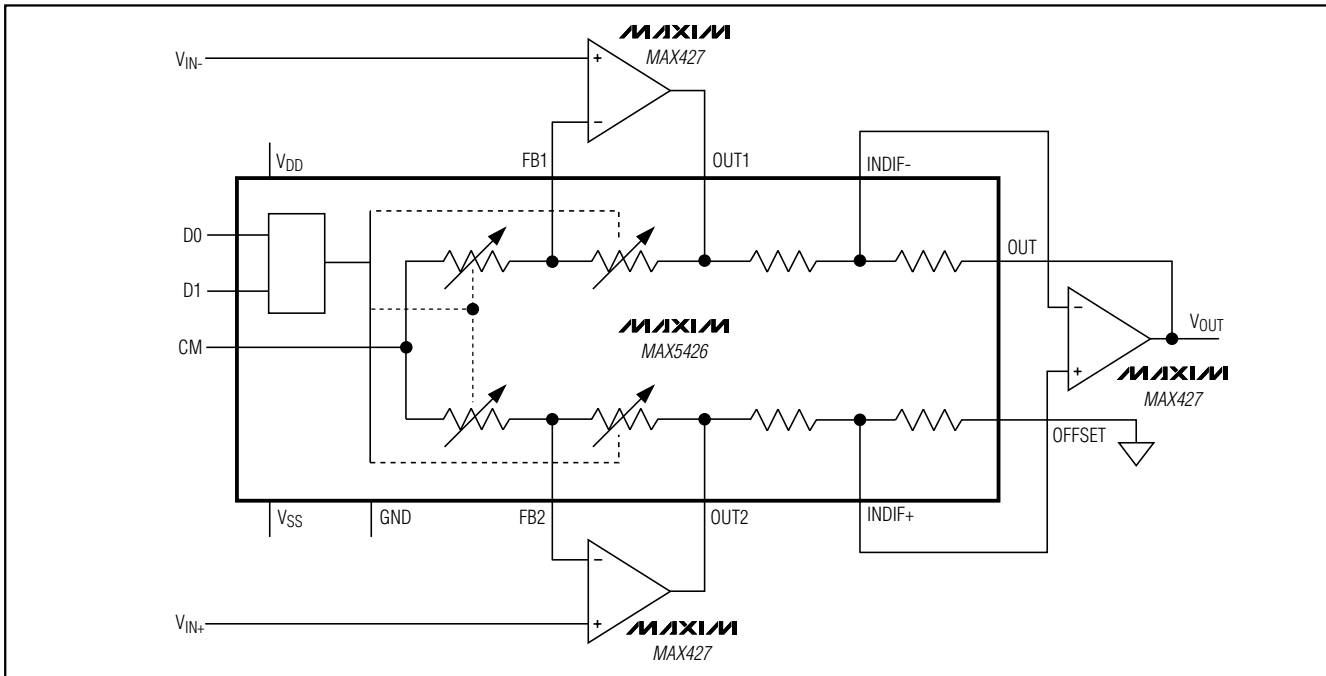 MAXIM
MAX427
VIN-
+
−
FB1
OUT1
INDIF-
VDD
D0
D1
CM
OUT
MAXIM
MAX5426
−
+
VOUT
MAXIM
MAX427
OFFSET
VSS
GND
FB2
OUT2
INDIF+
−
+
VIN+
MAXIM
MAX427